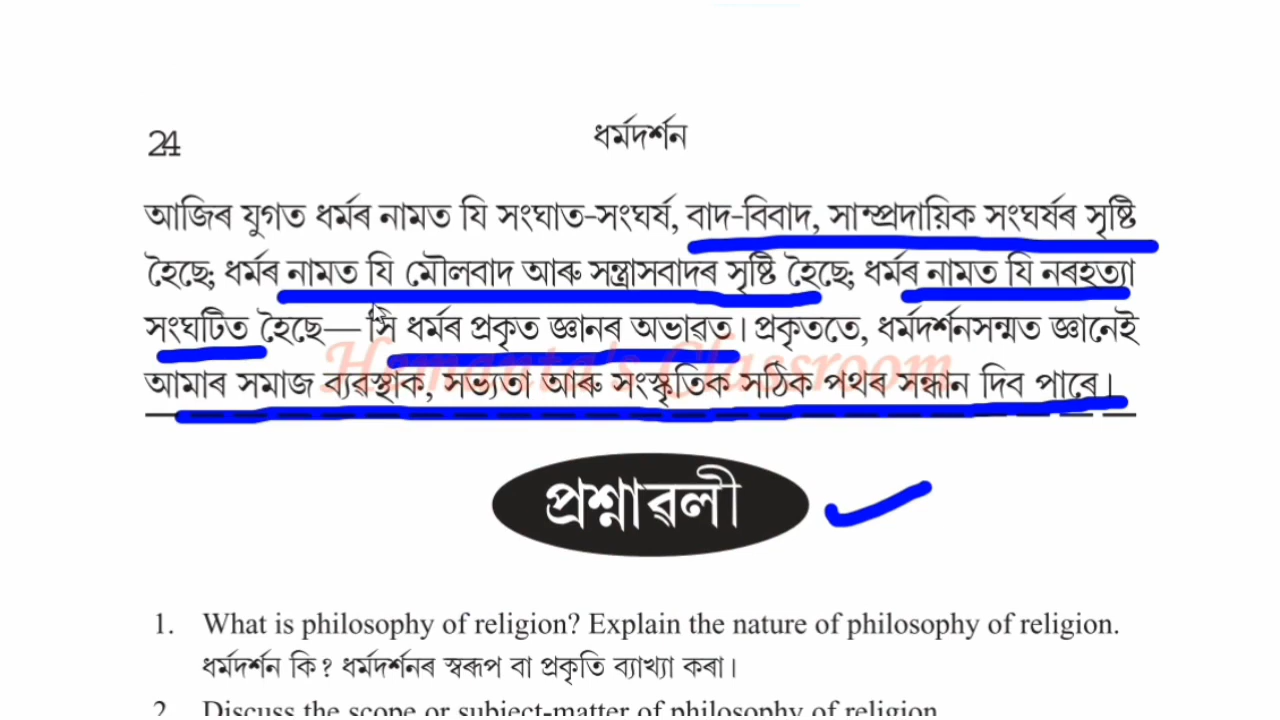 24
ধৰ্মদৰ্শন
আজিৰ যুগত ধৰ্মৰ নামত যি সংঘাত-সংঘৰ্ষ, বাদ-বিবাদ, সাম্প্ৰদায়িক সংঘৰ্ষৰ সৃষ্টি
হৈছে; ধৰ্মৰ নামত যি মৌলবাদ আৰু সন্ত্ৰাসবাদৰ সৃষ্টি হৈছে; ধৰ্মৰ নামত যি নৰহত্যা
সংঘটিত হৈছে— সি ধৰ্মৰ প্ৰকৃত জ্ঞানৰ অভাৱত। প্ৰকৃততে, ধৰ্মদৰ্শনসন্মত জ্ঞানেই
Hemanta's Classroom
আমাৰ সমাজ ব্যৱস্থাক, সভ্যতা আৰু সংস্কৃতিক সঠিক পথৰ সন্ধান দিব পাৰে।
প্ৰশ্নাৱলী
1. What is philosophy of religion? Explain the nature of philosophy of religion.
ধৰ্মদৰ্শন কি? ধৰ্মদৰ্শনৰ স্বৰূপ বা প্ৰকৃতি ব্যাখ্যা কৰা।
2. Discuss the scope or subject-matter of philosophy of religion.